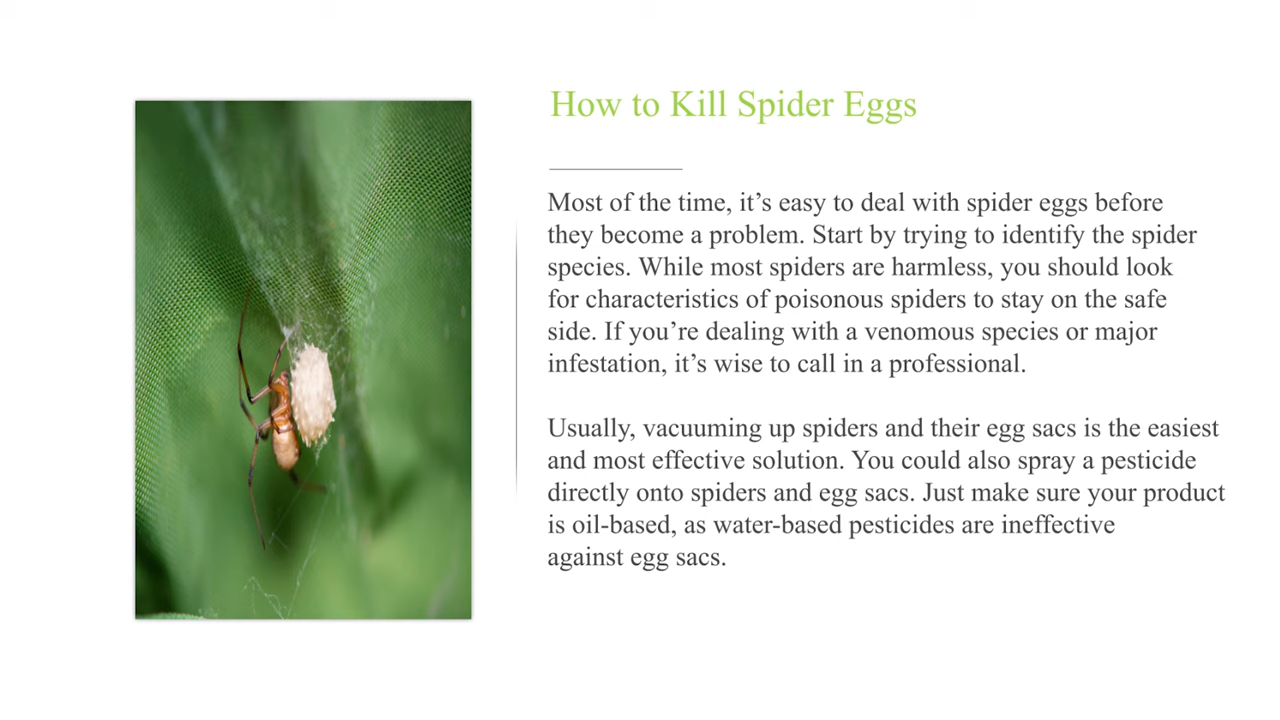 How to Kill Spider Eggs
Most of the time, it’s easy to deal with spider eggs before
they become a problem. Start by trying to identify the spider
species. While most spiders are harmless, you should look
for characteristics of poisonous spiders to stay on the safe
side. If you’re dealing with a venomous species or major
infestation, it’s wise to call in a professional.
Usually, vacuuming up spiders and their egg sacs is the easiest
and most effective solution. You could also spray a pesticide
directly onto spiders and egg sacs. Just make sure your product
is oil-based, as water-based pesticides are ineffective
against egg sacs.